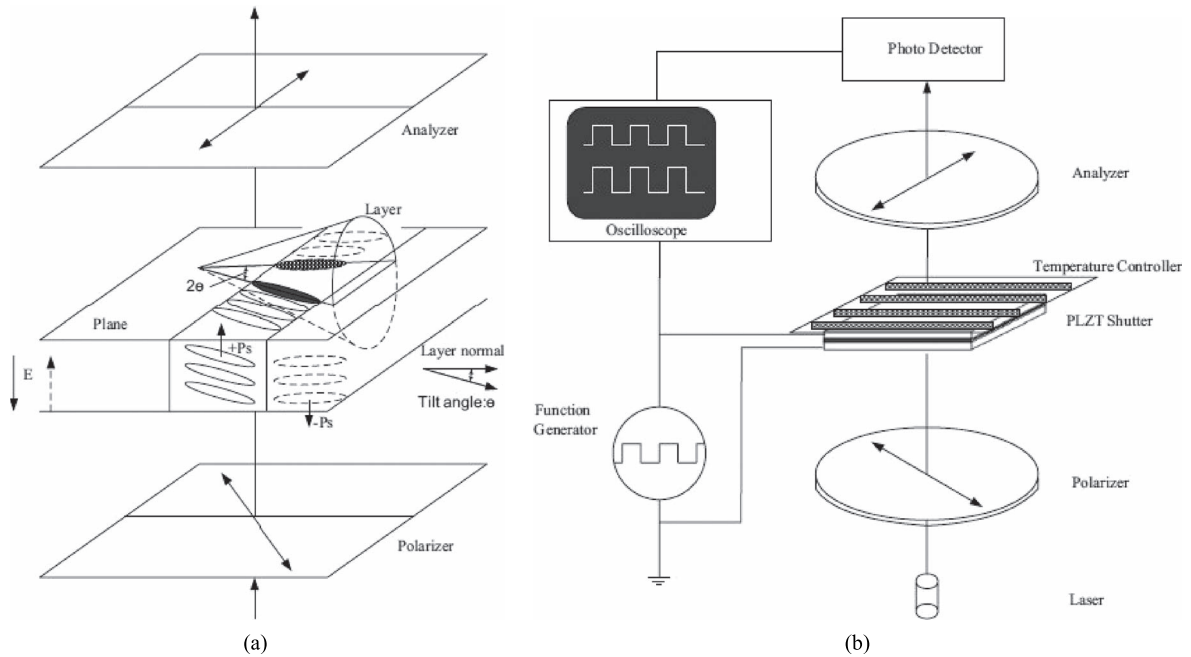 Analyzer
Layer
2ɵ
Plane
+Ps
E
Layer normal
Tilt angle:ɵ
-Ps
Polarizer
(a)
Photo Detector
Oscilloscope
Analyzer
Temperature Controller
PLZT Shutter
Function
Generator
Polarizer
Laser
(b)